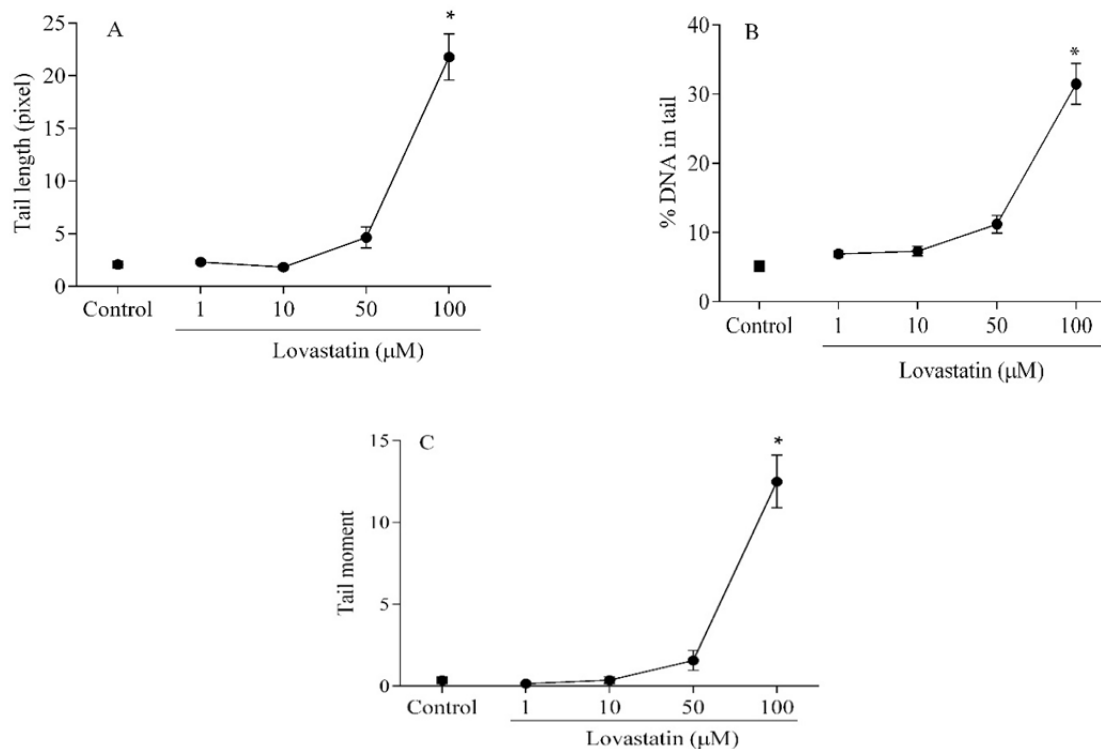 A
*
Tail length (pixel)
25
20
15
10
5
0
Control 1 10 50 100
Lovastatin (μM)
B
*
% DNA in tail
40
30
20
10
0
Control 1 10 50 100
Lovastatin (μM)
C
*
Tail moment
15
10
5
0
Control 1 10 50 100
Lovastatin (μM)